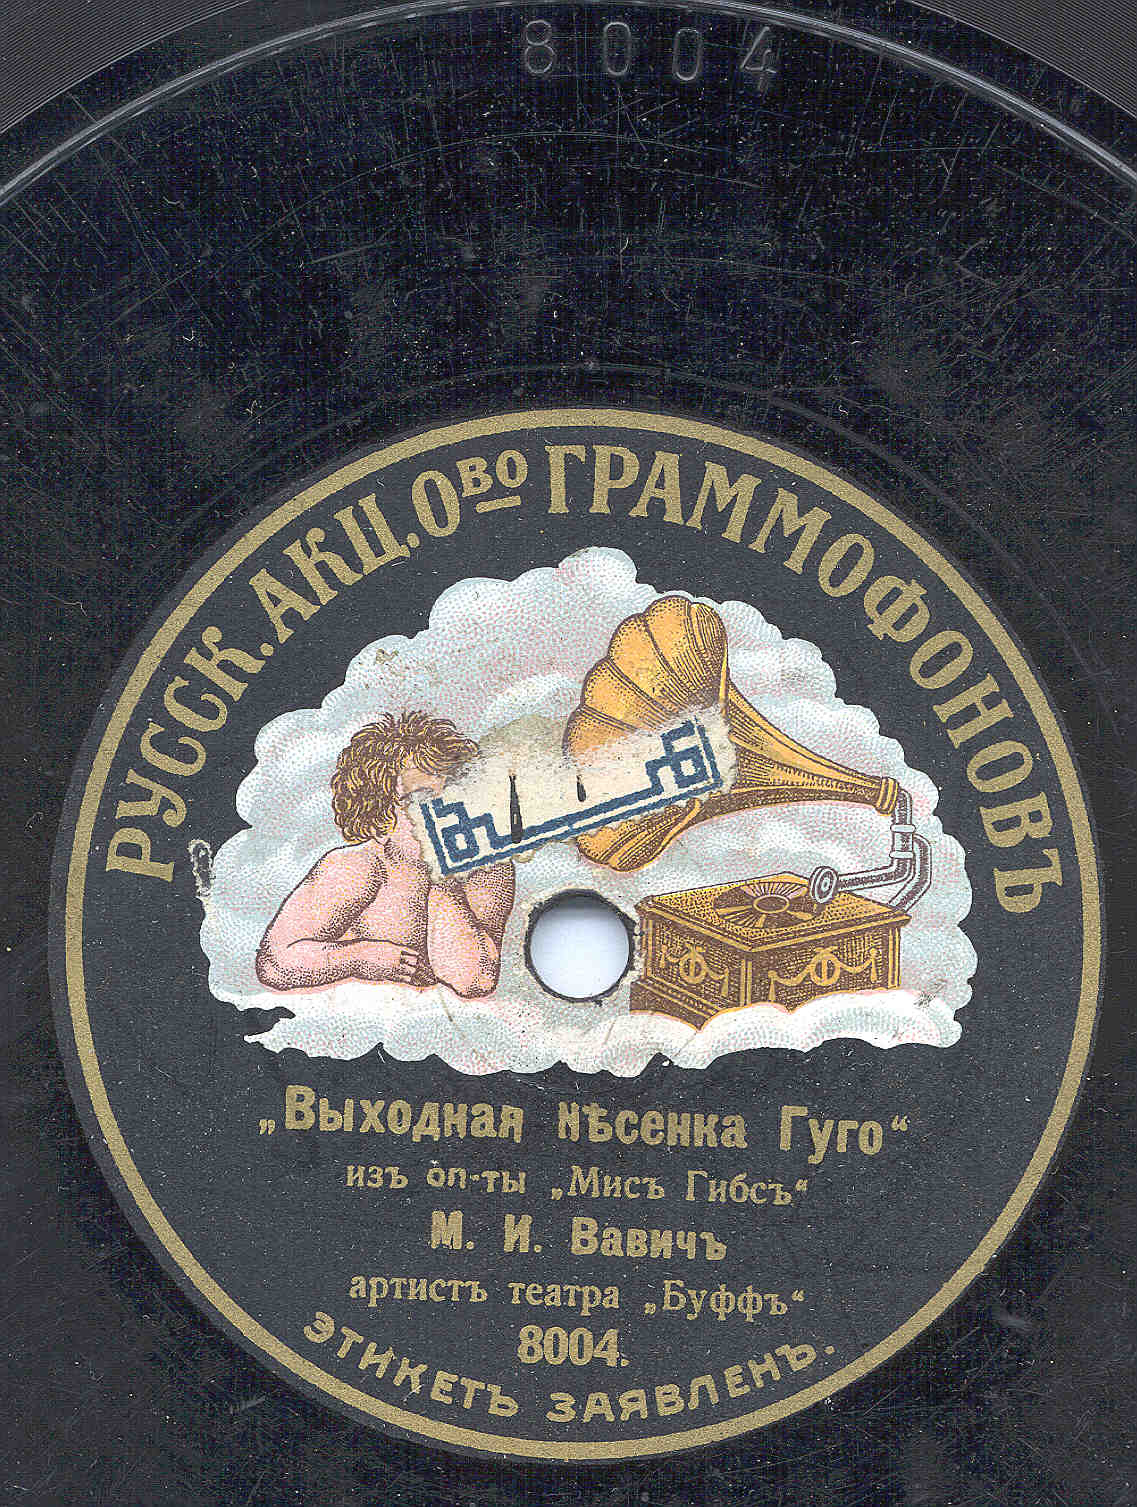 8004
РУССК. АКЦ. О-ВО ГРАММОФОНОВЪ
„Выходная пѣсенка Гуго“
изъ оп-ты „Мисъ Гибсъ“
М. И. Вавичъ
артистъ театра „Буффъ“
8004.
ЭТИКЕТЪ ЗАЯВЛЕНЪ.